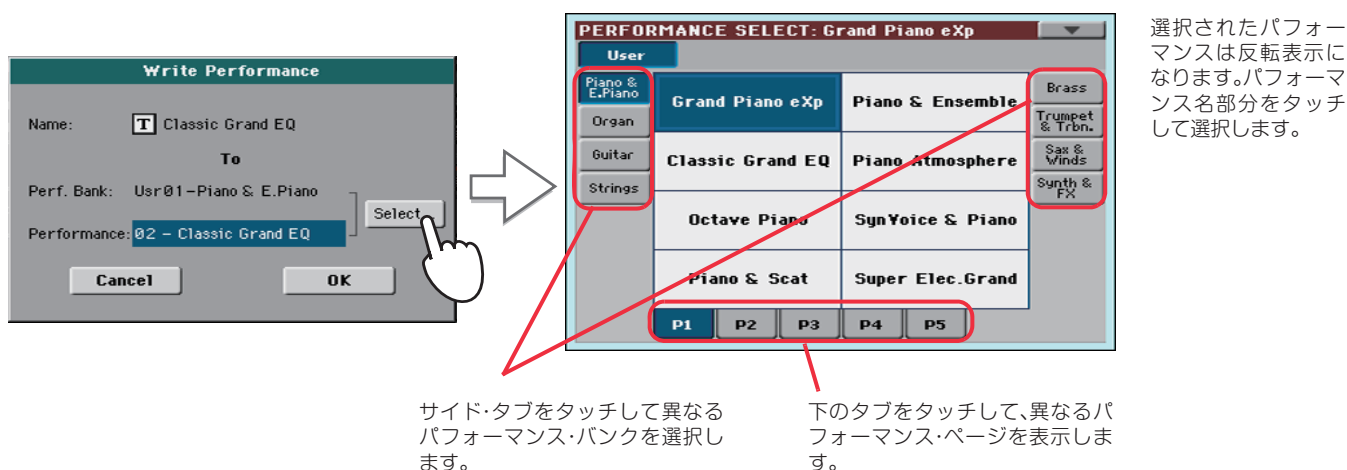 Write Performance
Name: T Classic Grand EQ
To
Perf. Bank: Usr01-Piano & E.Piano
Performance: 02 - Classic Grand EQ
Select
Cancel
OK
PERFORMANCE SELECT: Grand Piano eXp
User
Piano &
E.Piano
Organ
Guitar
Strings
Grand Piano eXp
Piano & Ensemble
Classic Grand EQ
Piano Atmosphere
Octave Piano
SynVoice & Piano
Piano & Scat
Super Elec.Grand
Brass
Trumpet
& Trbn.
Sax &
Winds
Synth &
FX
P1 P2 P3 P4 P5
選択されたパフォー
マンスは反転表示に
なります。パフォーマ
ンス名部分をタッチ
して選択します。
サイド・タブをタッチして異なる
パフォーマンス・バンクを選択し
ます。
下のタブをタッチして、異なるパ
フォーマンス・ページを表示しま
す。